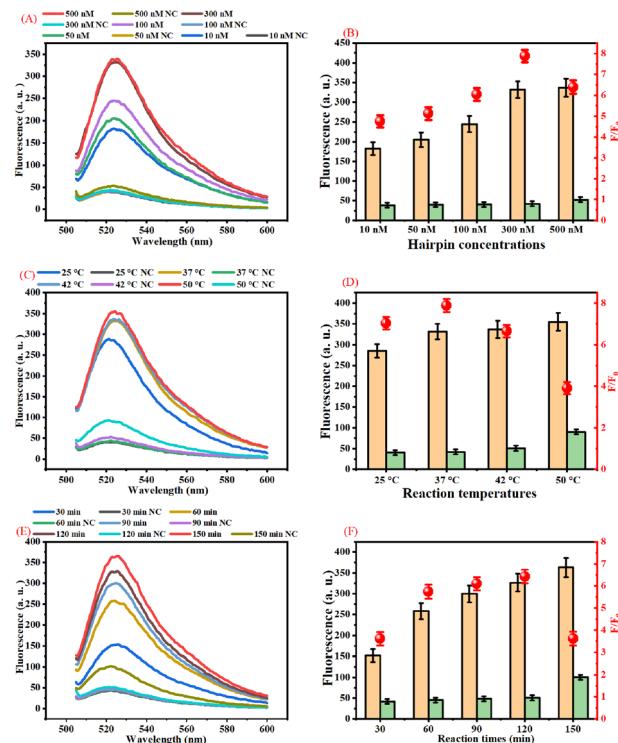 (A)
500 nM 500 nM NC 300 nM
300 nM NC 100 nM 100 nM NC
50 nM 50 nM NC 10 nM 10 nM NC
Fluorescence (a. u.)
350
300
250
200
150
100
50
0
500 520 540 560 580 600
Wavelength (nm)
(B)
Fluorescence (a. u.)
450
400
350
300
250
200
150
100
50
0
10 nM 50 nM 100 nM 300 nM 500 nM
Hairpin concentrations
8
7
6
5
4
3
2
1
0
F/F0
(C)
25 °C 25 °C NC 37 °C 37 °C NC
42 °C 42 °C NC 50 °C 50 °C NC
Fluorescence (a. u.)
400
350
300
250
200
150
100
50
0
500 520 540 560 580 600
Wavelength (nm)
(D)
Fluorescence (a. u.)
400
350
300
250
200
150
100
50
0
25 °C 37 °C 42 °C 50 °C
Reaction temperatures
8
6
4
2
0
F/F0
(E)
30 min 30 min NC 60 min
60 min NC 90 min 90 min NC
120 min 120 min NC 150 min 150 min NC
Fluorescence (a. u.)
400
350
300
250
200
150
100
50
0
500 520 540 560 580 600
Wavelength (nm)
(F)
Fluorescence (a. u.)
400
350
300
250
200
150
100
50
0
30 60 90 120 150
Reaction times (min)
8
7
6
5
4
3
2
1
0
F/F0